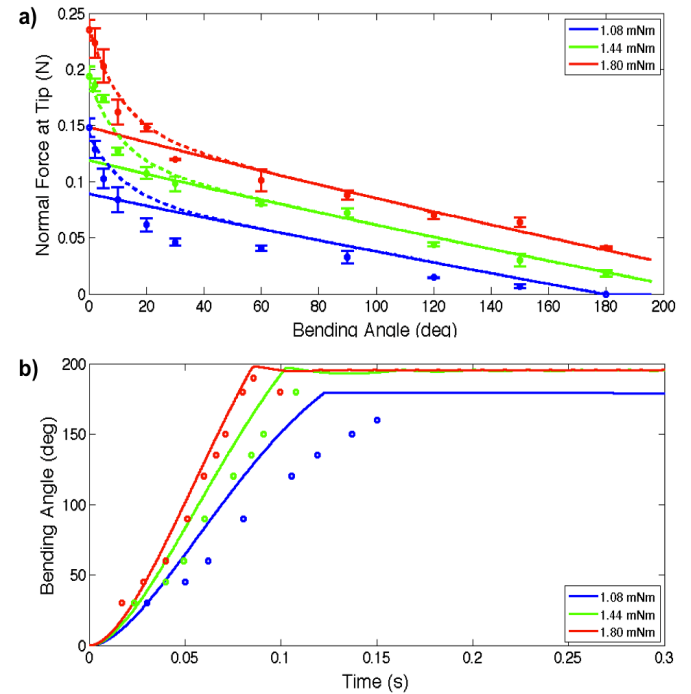 a)
0.25
0.2
0.15
0.1
0.05
0
Normal Force at Tip (N)
1.08 mNm
1.44 mNm
1.80 mNm
0 20 40 60 80 100 120 140 160 180 200
Bending Angle (deg)
b)
200
150
100
50
0
Bending Angle (deg)
1.08 mNm
1.44 mNm
1.80 mNm
0 0.05 0.1 0.15 0.2 0.25 0.3
Time (s)